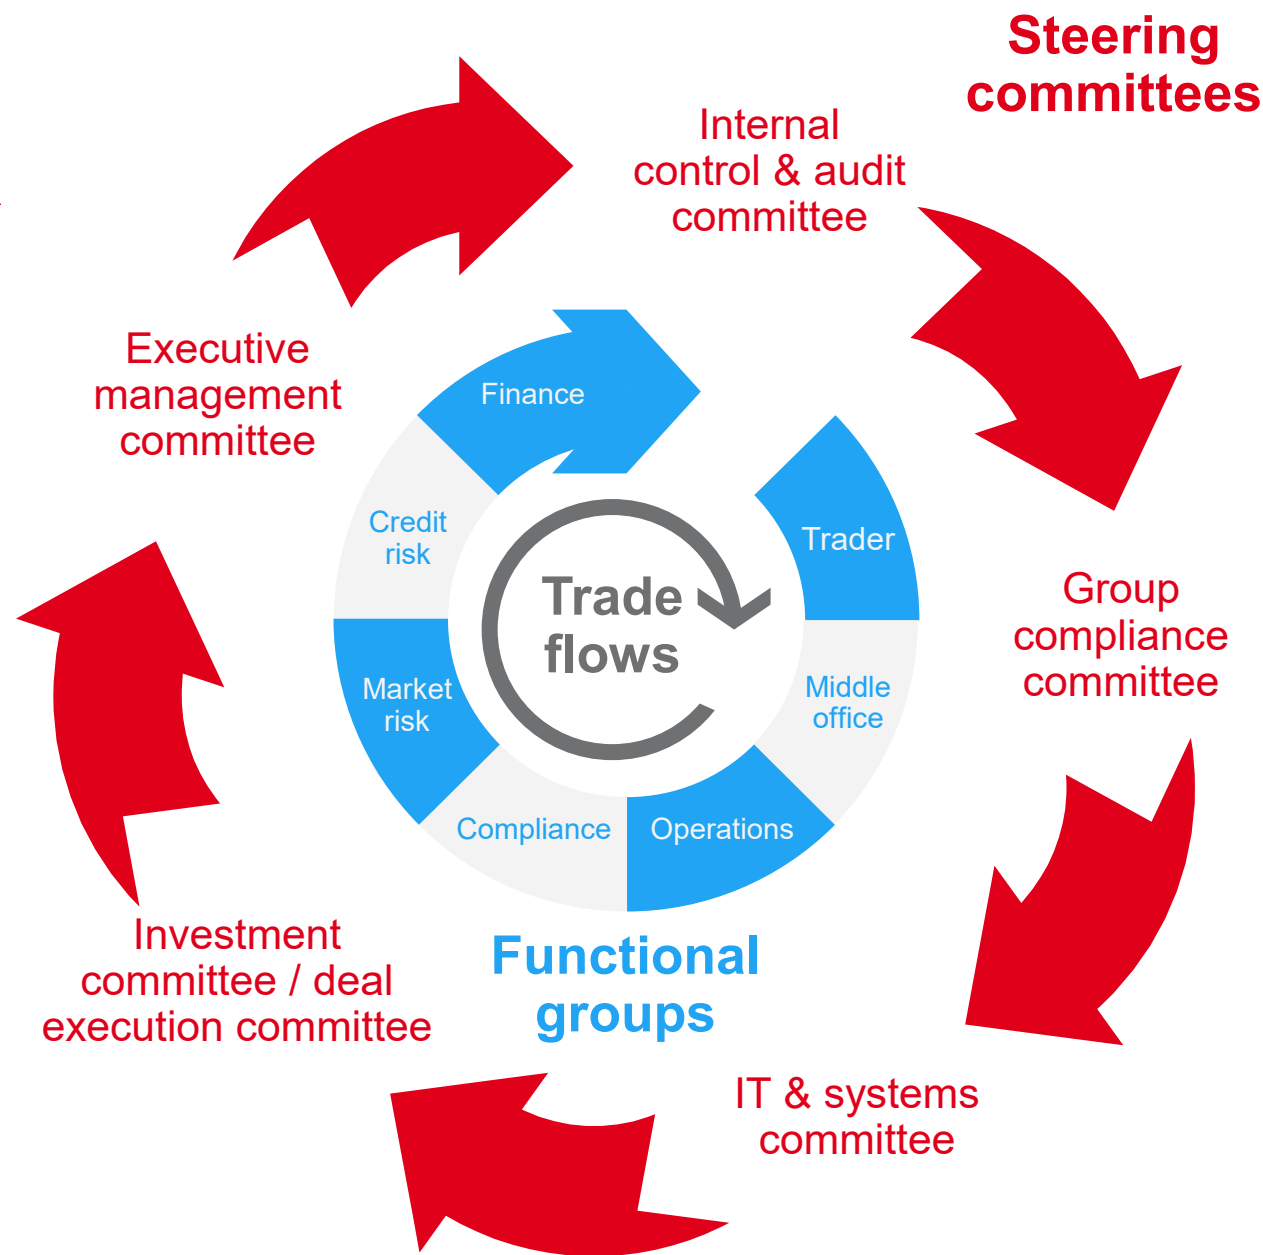 Steering
committees
Internal
control & audit
committee
Executive
management
committee
Finance
Credit
risk
Trader
Trade
flows
Group
compliance
committee
Market
risk
Middle
office
Compliance
Operations
Investment
committee / deal
execution committee
Functional
groups
IT & systems
committee